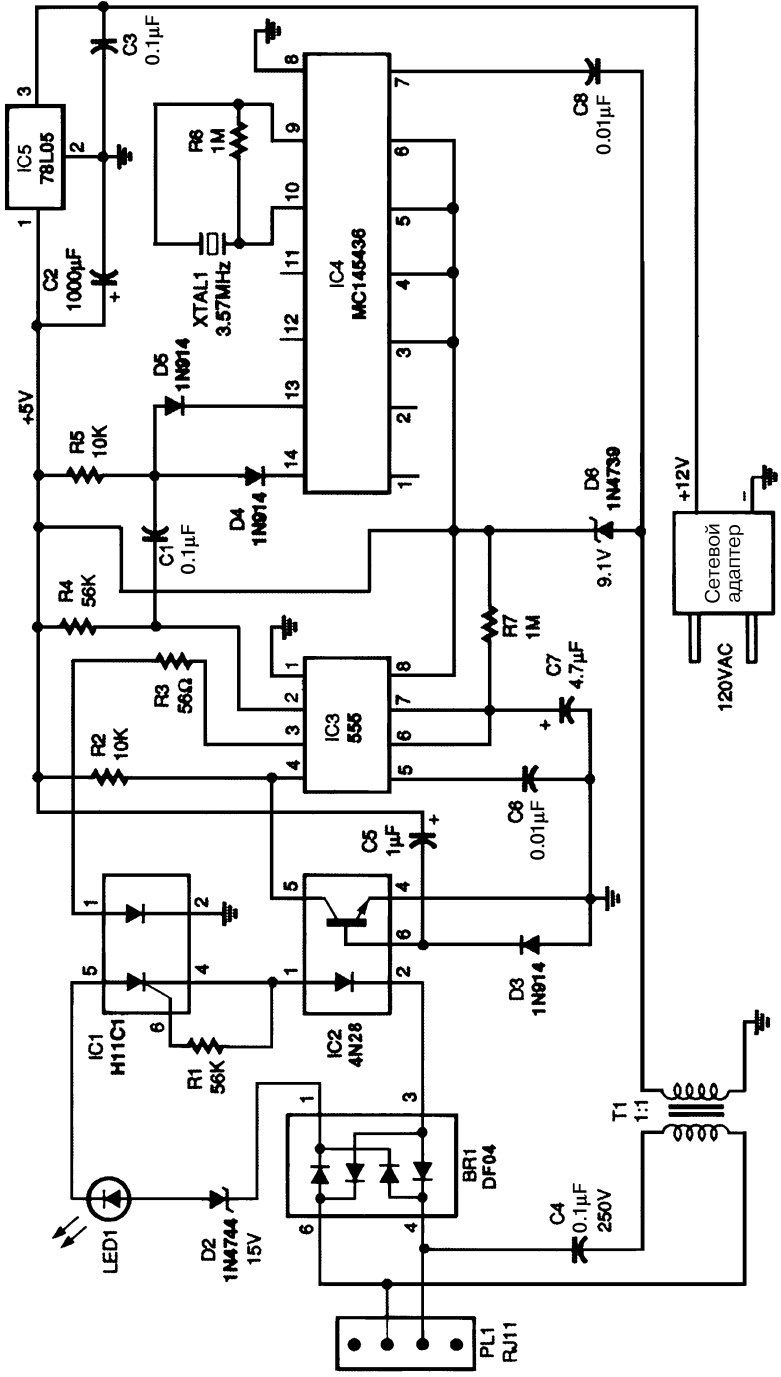 C3
0.1µF
3
IC5
78L05
2
1
C2
1000µF
+
+5V
R6
1M
XTAL1
3.57MHz
8
9
10
11
12
13
14
IC4
MC145436
7
6
5
4
3
2
1
C8
0.01µF
D5
1N914
R5
10K
D4
1N914
C1
0.1µF
R4
56K
R3
56Ω
R2
10K
1
2
3
4
IC3
555
8
7
6
5
R7
1M
C7
4.7µF
+
C6
0.01µF
D6
1N4739
9.1V
+12V
–
Сетевой
адаптер
120VAC
C5
1µF
+
1
2
5
4
6
IC1
H11C1
R1
56K
5
4
6
1
2
IC2
4N28
D3
1N914
LED1
D2
1N4744
15V
1
3
6
4
BR1
DF04
T1
1:1
C4
0.1µF
250V
PL1
RJ11